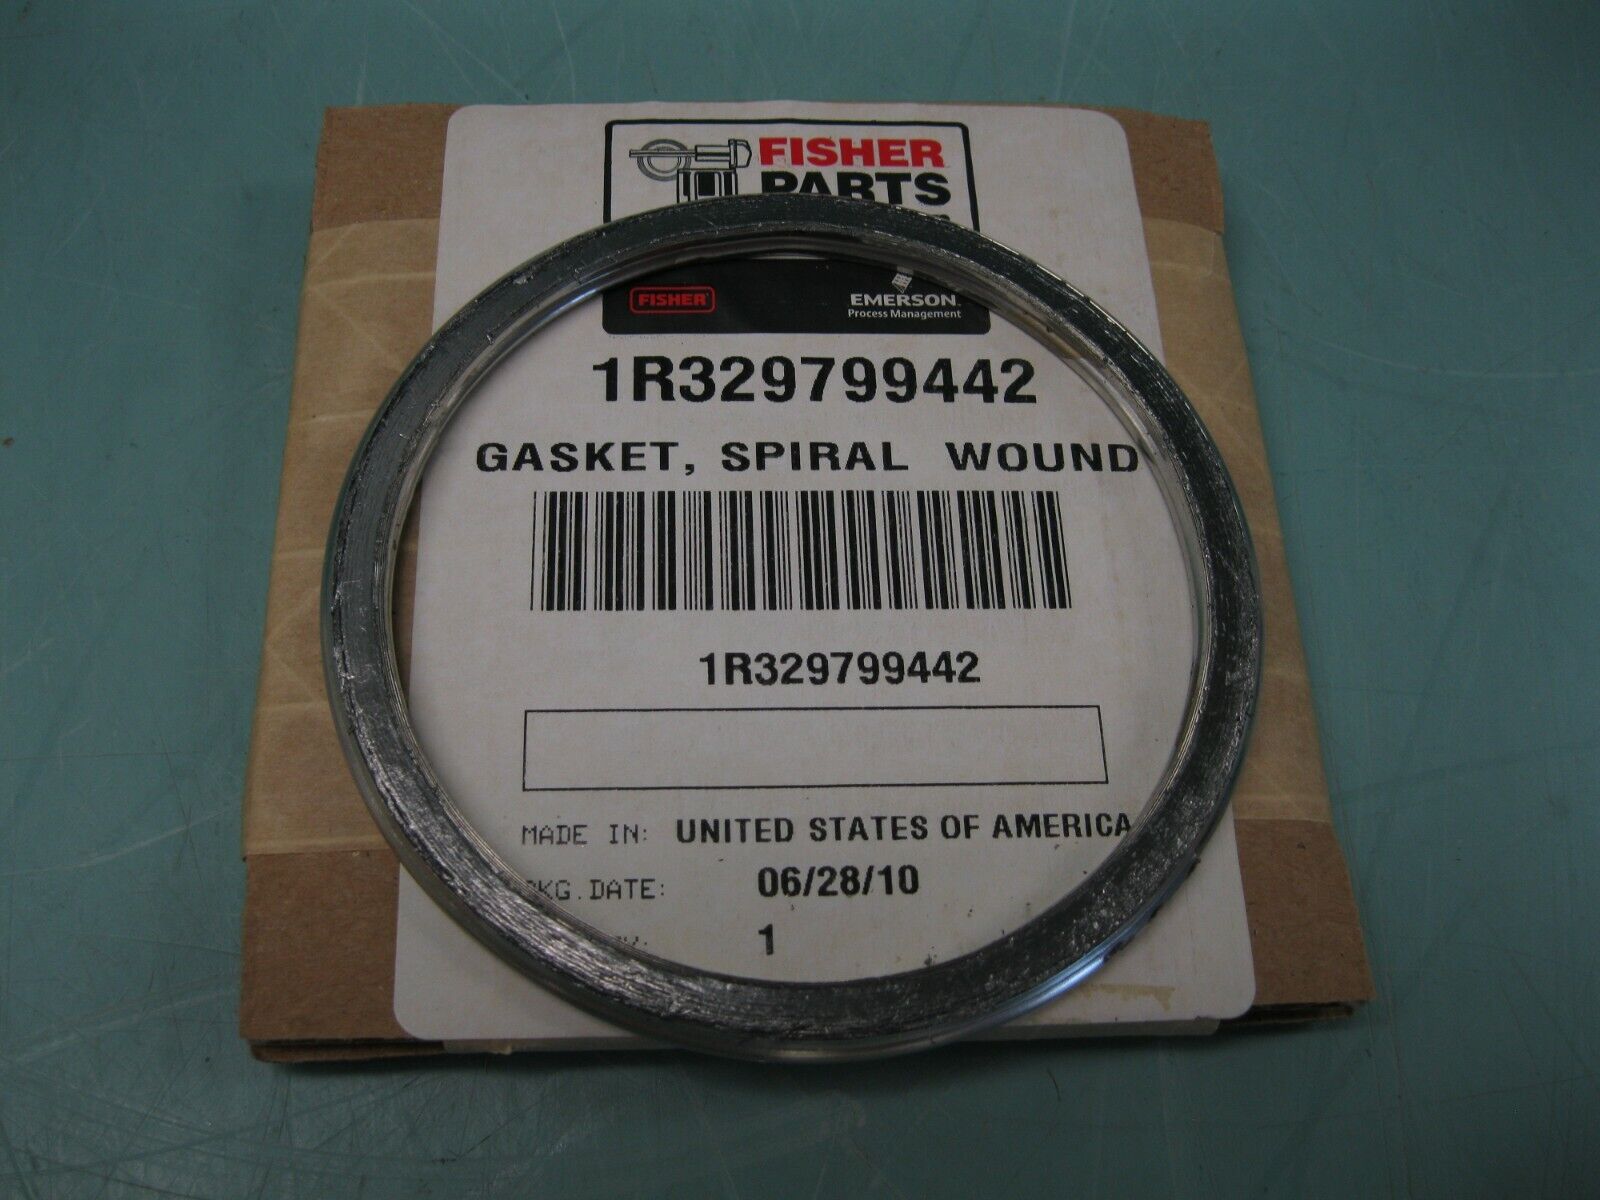 FISHER
PARTS
FISHER
EMERSON
Process Management
1R329799442
GASKET, SPIRAL WOUND
1R329799442
MADE IN: UNITED STATES OF AMERICA
DATE: 06/28/10
1